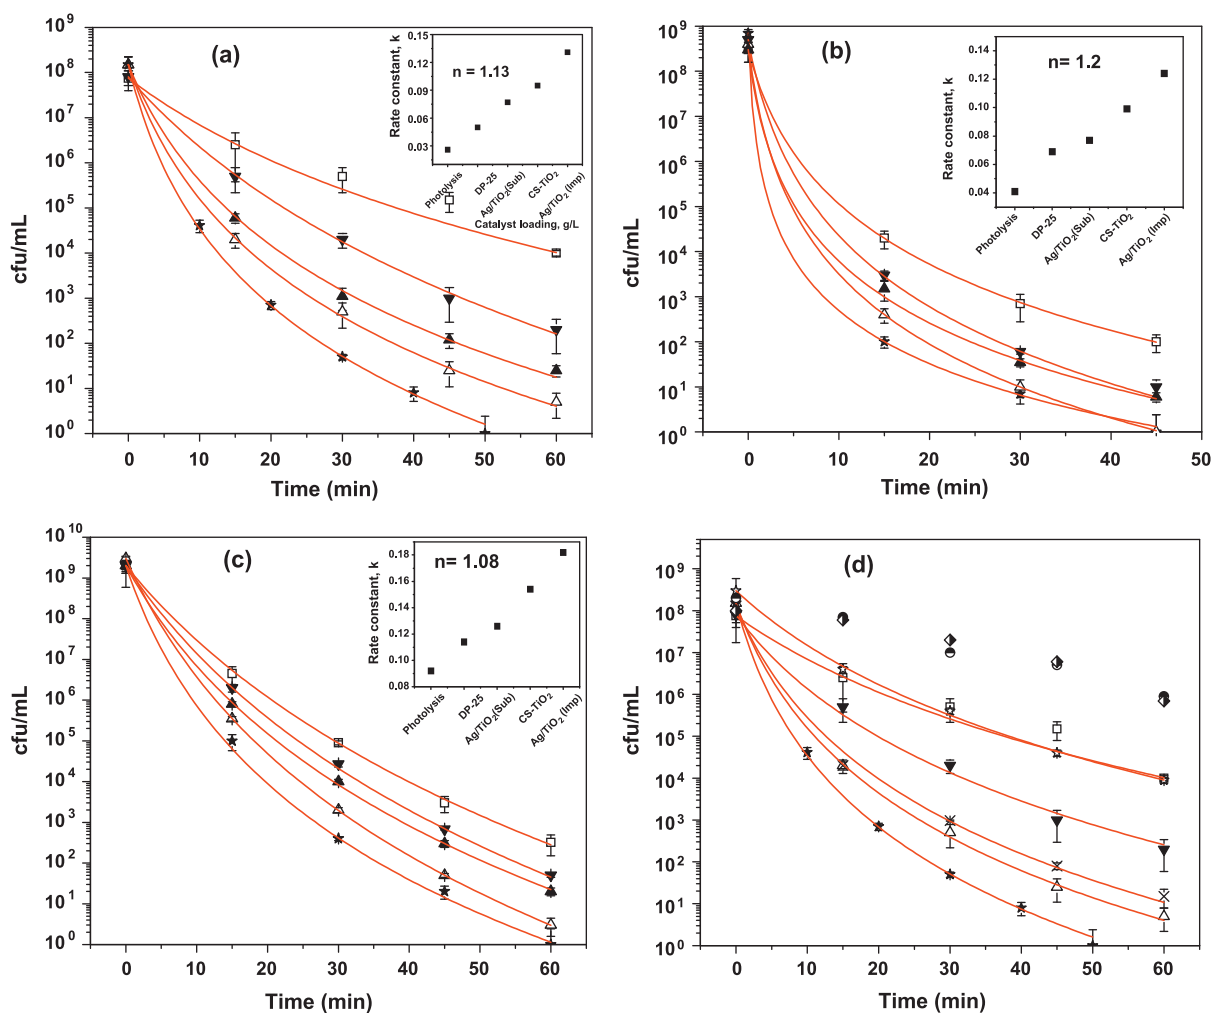 (a)
10^9
10^8
10^7
10^6
10^5
10^4
10^3
10^2
10^1
10^0
cfu/mL
0 10 20 30 40 50 60
Time (min)
n = 1.13
0.15
0.12
0.09
0.06
0.03
Rate constant, k
Photolysis
DP-25
Ag/TiO2(Sub)
CS-TiO2
Ag/TiO2 (Imp)
Catalyst loading, g/L
(b)
10^9
10^8
10^7
10^6
10^5
10^4
10^3
10^2
10^1
10^0
cfu/mL
0 10 20 30 40 50
Time (min)
n= 1.2
0.14
0.12
0.10
0.08
0.06
0.04
Rate constant, k
Photolysis
DP-25
Ag/TiO2(Sub)
CS-TiO2
Ag/TiO2 (Imp)
(c)
10^10
10^9
10^8
10^7
10^6
10^5
10^4
10^3
10^2
10^1
10^0
cfu/mL
0 10 20 30 40 50 60
Time (min)
n= 1.08
0.18
0.16
0.14
0.12
0.10
0.08
Rate constant, k
Photolysis
DP-25
Ag/TiO2(Sub)
CS-TiO2
Ag/TiO2 (Imp)
(d)
10^9
10^8
10^7
10^6
10^5
10^4
10^3
10^2
10^1
10^0
cfu/mL
0 10 20 30 40 50 60
Time (min)